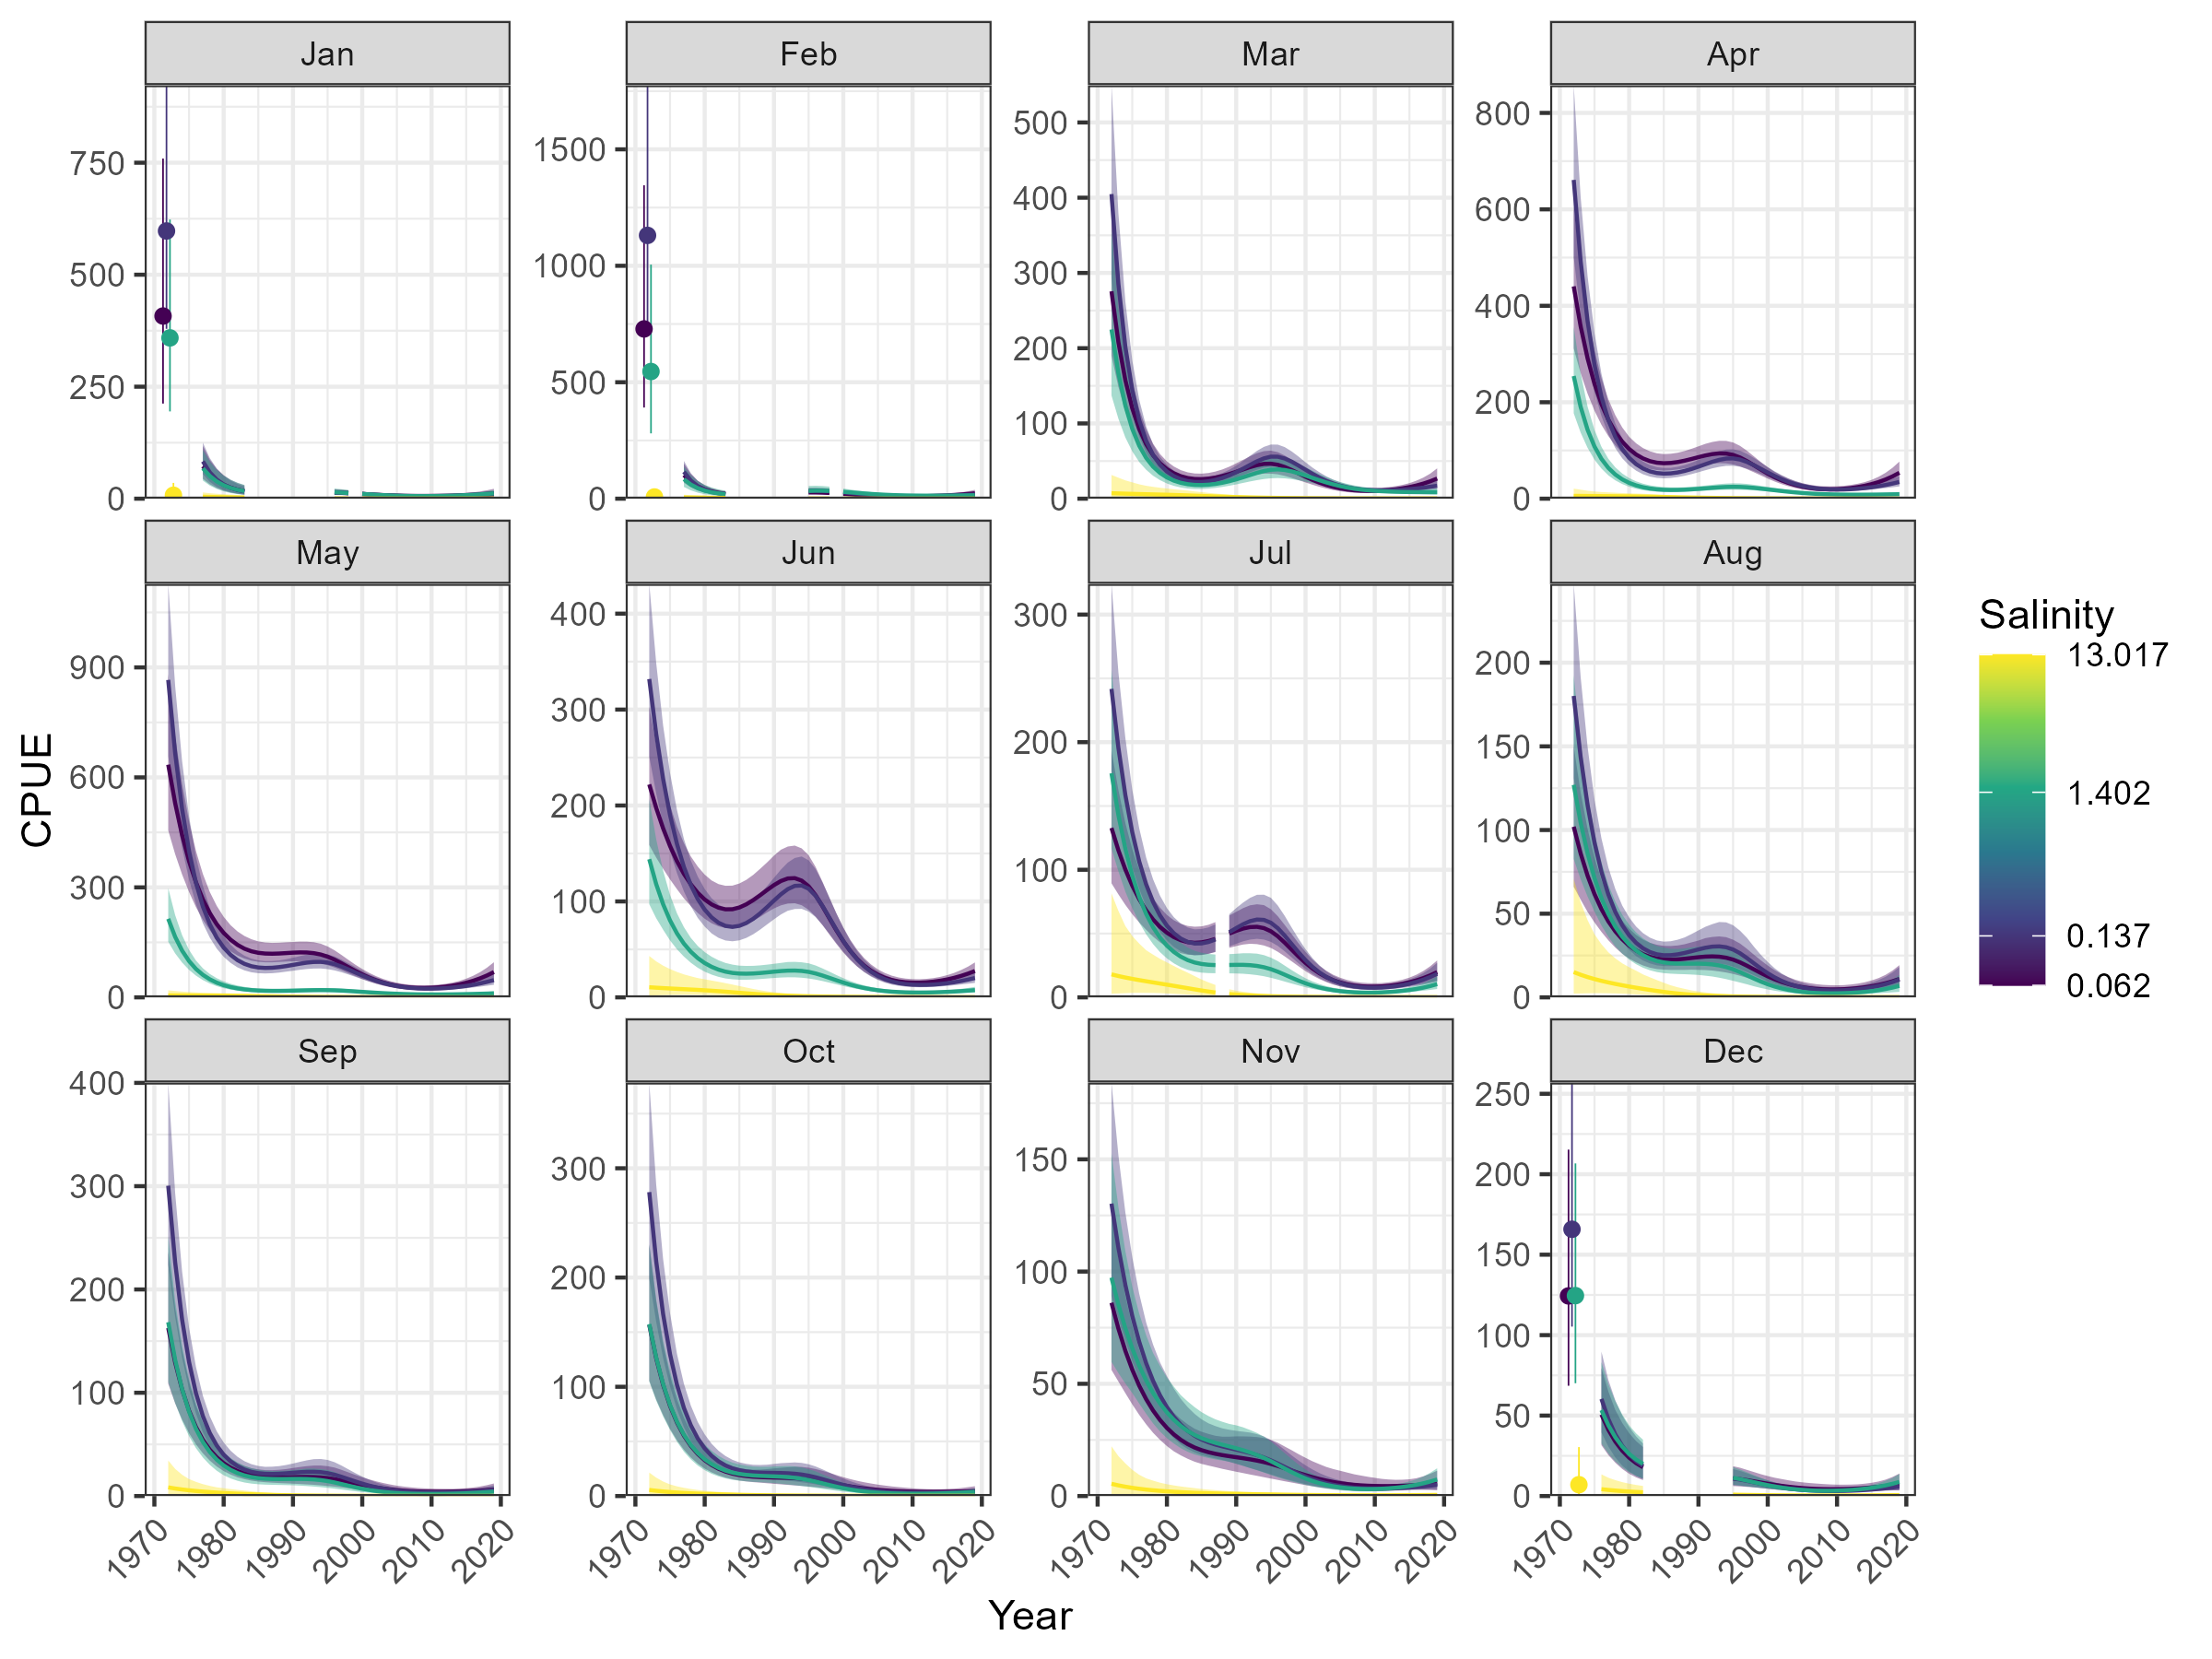 Jan Feb Mar Apr
750 500 250 0
1500 1000 500 0
500 400 300 200 100 0
800 600 400 200 0
May Jun Jul Aug
900 600 300 0
400 300 200 100 0
300 200 100 0
200 150 100 50 0
CPUE
Salinity
13.017
1.402
0.137
0.062
Sep Oct Nov Dec
400 300 200 100 0
300 200 100 0
150 100 50 0
250 200 150 100 50 0
1970 1980 1990 2000 2010 2020
1970 1980 1990 2000 2010 2020
1970 1980 1990 2000 2010 2020
1970 1980 1990 2000 2010 2020
Year